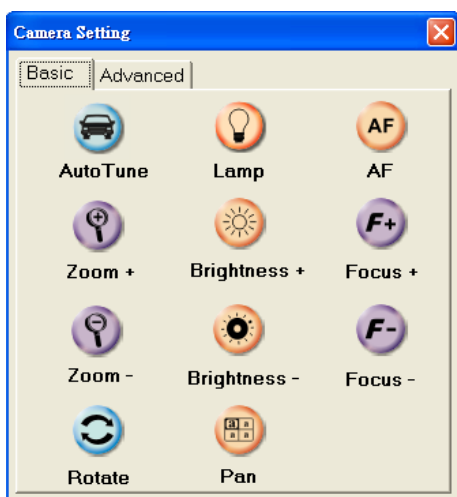 Camera Setting
Basic Advanced
AF
AutoTune Lamp AF
F+
Zoom + Brightness + Focus +
F-
Zoom - Brightness - Focus -
a a
a a
Rotate Pan